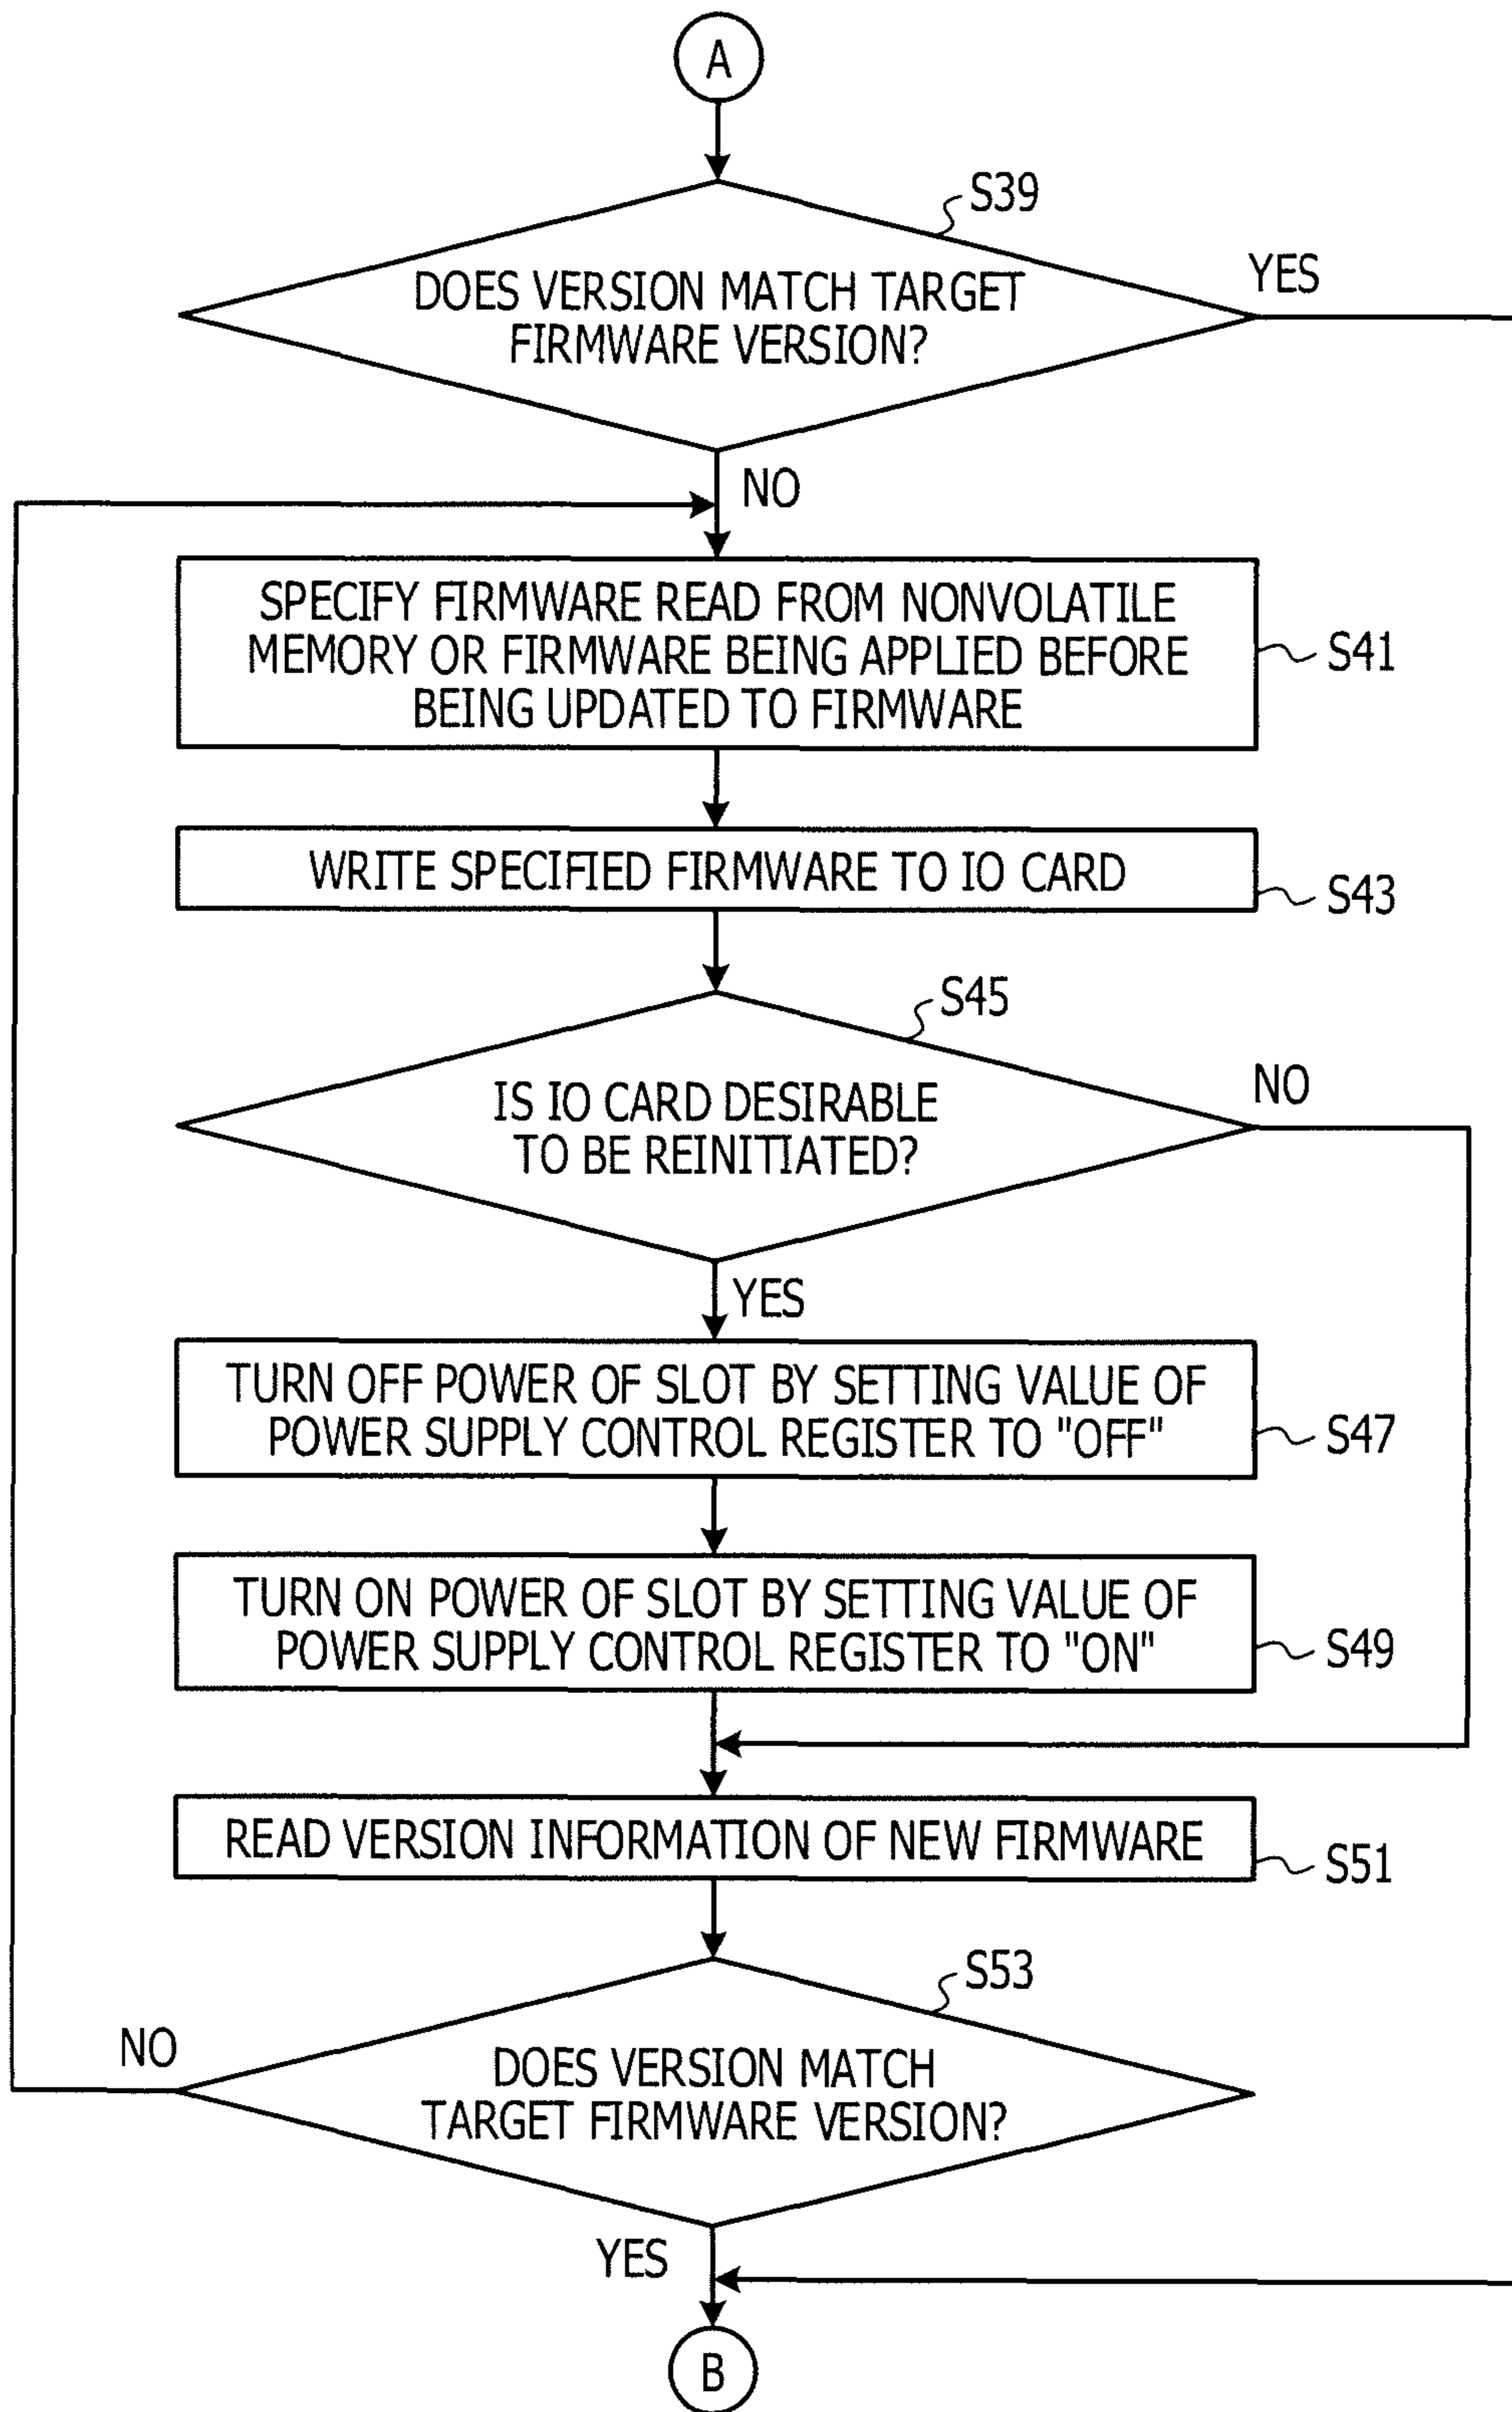 A
S39
DOES VERSION MATCH TARGET
FIRMWARE VERSION?
YES
NO
SPECIFY FIRMWARE READ FROM NONVOLATILE
MEMORY OR FIRMWARE BEING APPLIED BEFORE
BEING UPDATED TO FIRMWARE
S41
WRITE SPECIFIED FIRMWARE TO IO CARD
S43
S45
IS IO CARD DESIRABLE
TO BE REINITIATED?
NO
YES
TURN OFF POWER OF SLOT BY SETTING VALUE OF
POWER SUPPLY CONTROL REGISTER TO "OFF"
S47
TURN ON POWER OF SLOT BY SETTING VALUE OF
POWER SUPPLY CONTROL REGISTER TO "ON"
S49
READ VERSION INFORMATION OF NEW FIRMWARE
S51
S53
NO
DOES VERSION MATCH
TARGET FIRMWARE VERSION?
YES
B